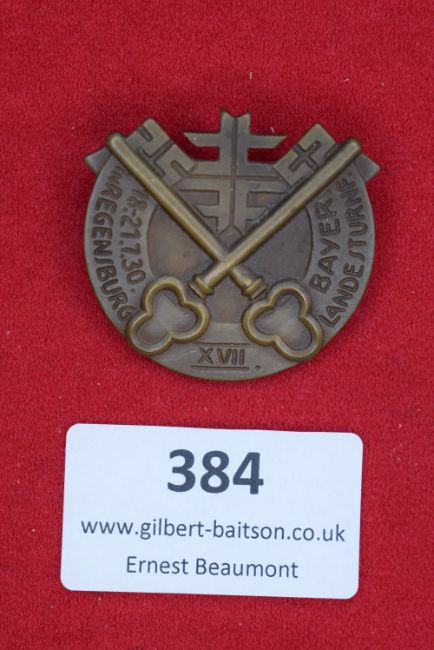 IN REGENSBURG
18-21.7.30.
BAYER
LANDESTURNF
XVII.
384
www.gilbert-baitson.co.uk
Ernest Beaumont